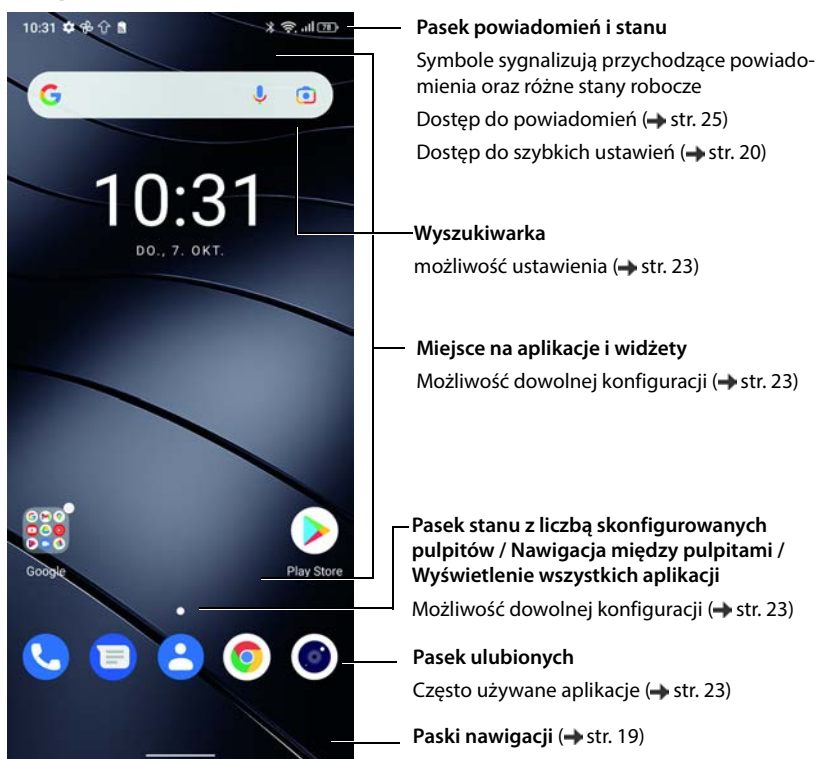 10:31
78
Pasek powiadomień i stanu
Symbole sygnalizują przychodzące powiado-
mienia oraz różne stany robocze
Dostęp do powiadomień (➔ str. 25)
Dostęp do szybkich ustawień (➔ str. 20)
10:31
DO., 7. OKT.
Wyszukiwarka
możliwość ustawienia (➔ str. 23)
Miejsce na aplikacje i widżety
Możliwość dowolnej konfiguracji (➔ str. 23)
Google
Play Store
Pasek stanu z liczbą skonfigurowanych
pulpitów / Nawigacja między pulpitami /
Wyświetlenie wszystkich aplikacji
Możliwość dowolnej konfiguracji (➔ str. 23)
Pasek ulubionych
Często używane aplikacje (➔ str. 23)
Paski nawigacji (➔ str. 19)